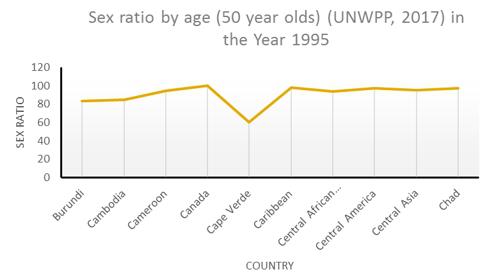 Sex ratio by age (50 year olds) (UNWPP, 2017) in
the Year 1995
120
100
80
60
40
20
0
SEX RATIO
Burundi
Cambodia
Cameroon
Canada
Cape Verde
Caribbean
Central African...
Central America
Central Asia
Chad
COUNTRY